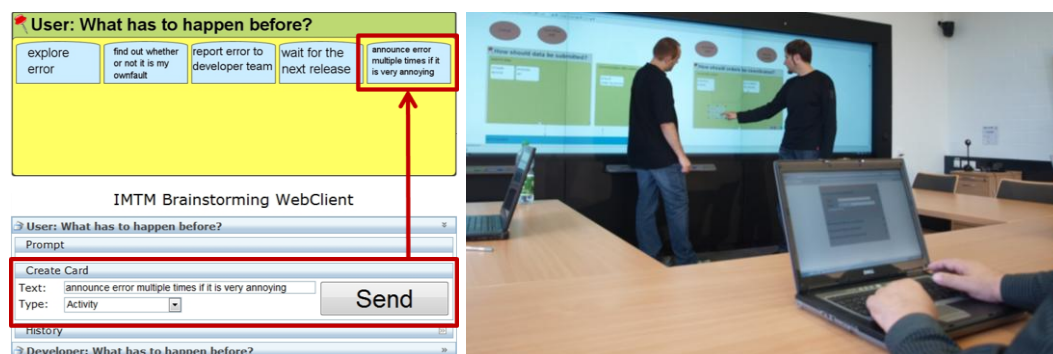 User: What has to happen before?
explore
error
find out whether
or not it is my
ownfault
report error to
developer team
wait for the
next release
announce error
multiple times if it
is very annoying
IMTM Brainstorming WebClient
User: What has to happen before?
Prompt
Create Card
Text: announce error multiple times if it is very annoying
Type: Activity
Send
History
Developer: What has to happen before?
How should data be submitted?
How should orders be coordinated?
DELL